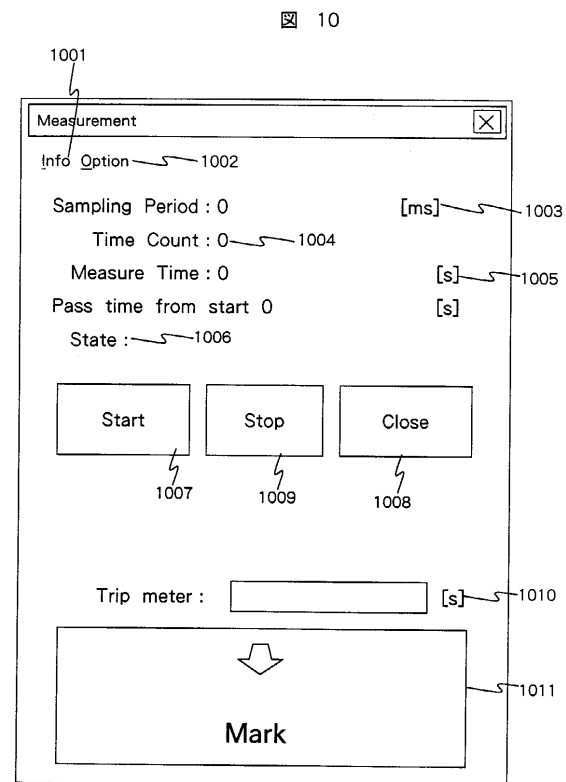 図 10
1001
Measurement
Info Option 1002
Sampling Period : 0 [ms] 1003
Time Count : 0 1004
Measure Time : 0 [s] 1005
Pass time from start 0 [s]
State : 1006
Start Stop Close
1007 1009 1008
Trip meter : [s] 1010
1011
Mark